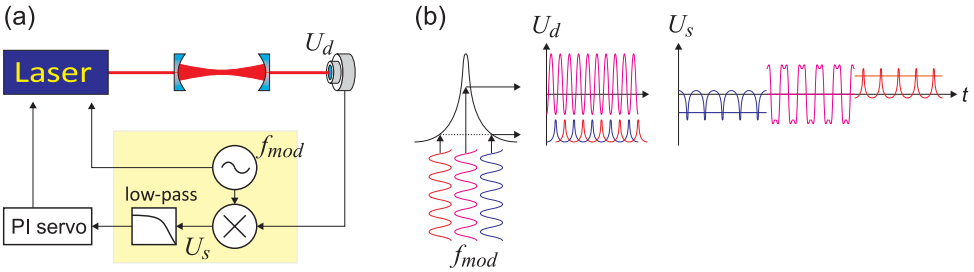 (a)
Laser
U_d
f_mod
low-pass
PI servo
U_s
(b)
U_d
U_s
t
f_mod